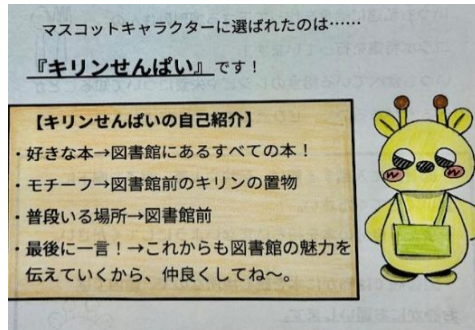 マスコットキャラクターに選ばれたのは……
『キリンせんぱい』です！
【キリンせんぱいの自己紹介】
・好きな本→図書館にあるすべての本！
・モチーフ→図書館前のキリンの置物
・普段いる場所→図書館前
・最後に一言！→これからも図書館の魅力を
伝えていくから、仲良くしてね～。